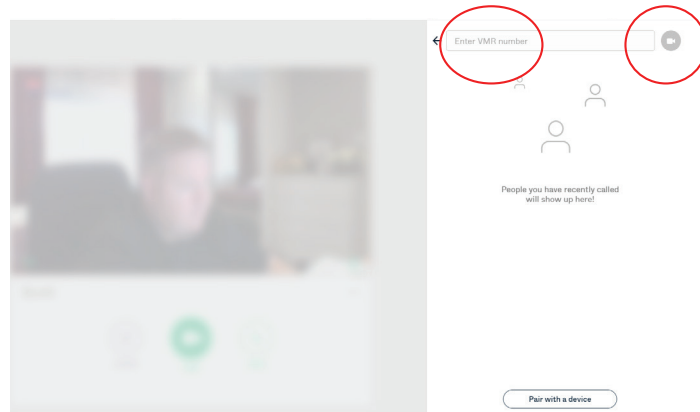 Enter VMR number
People you have recently called
will show up here!
Pair with a device